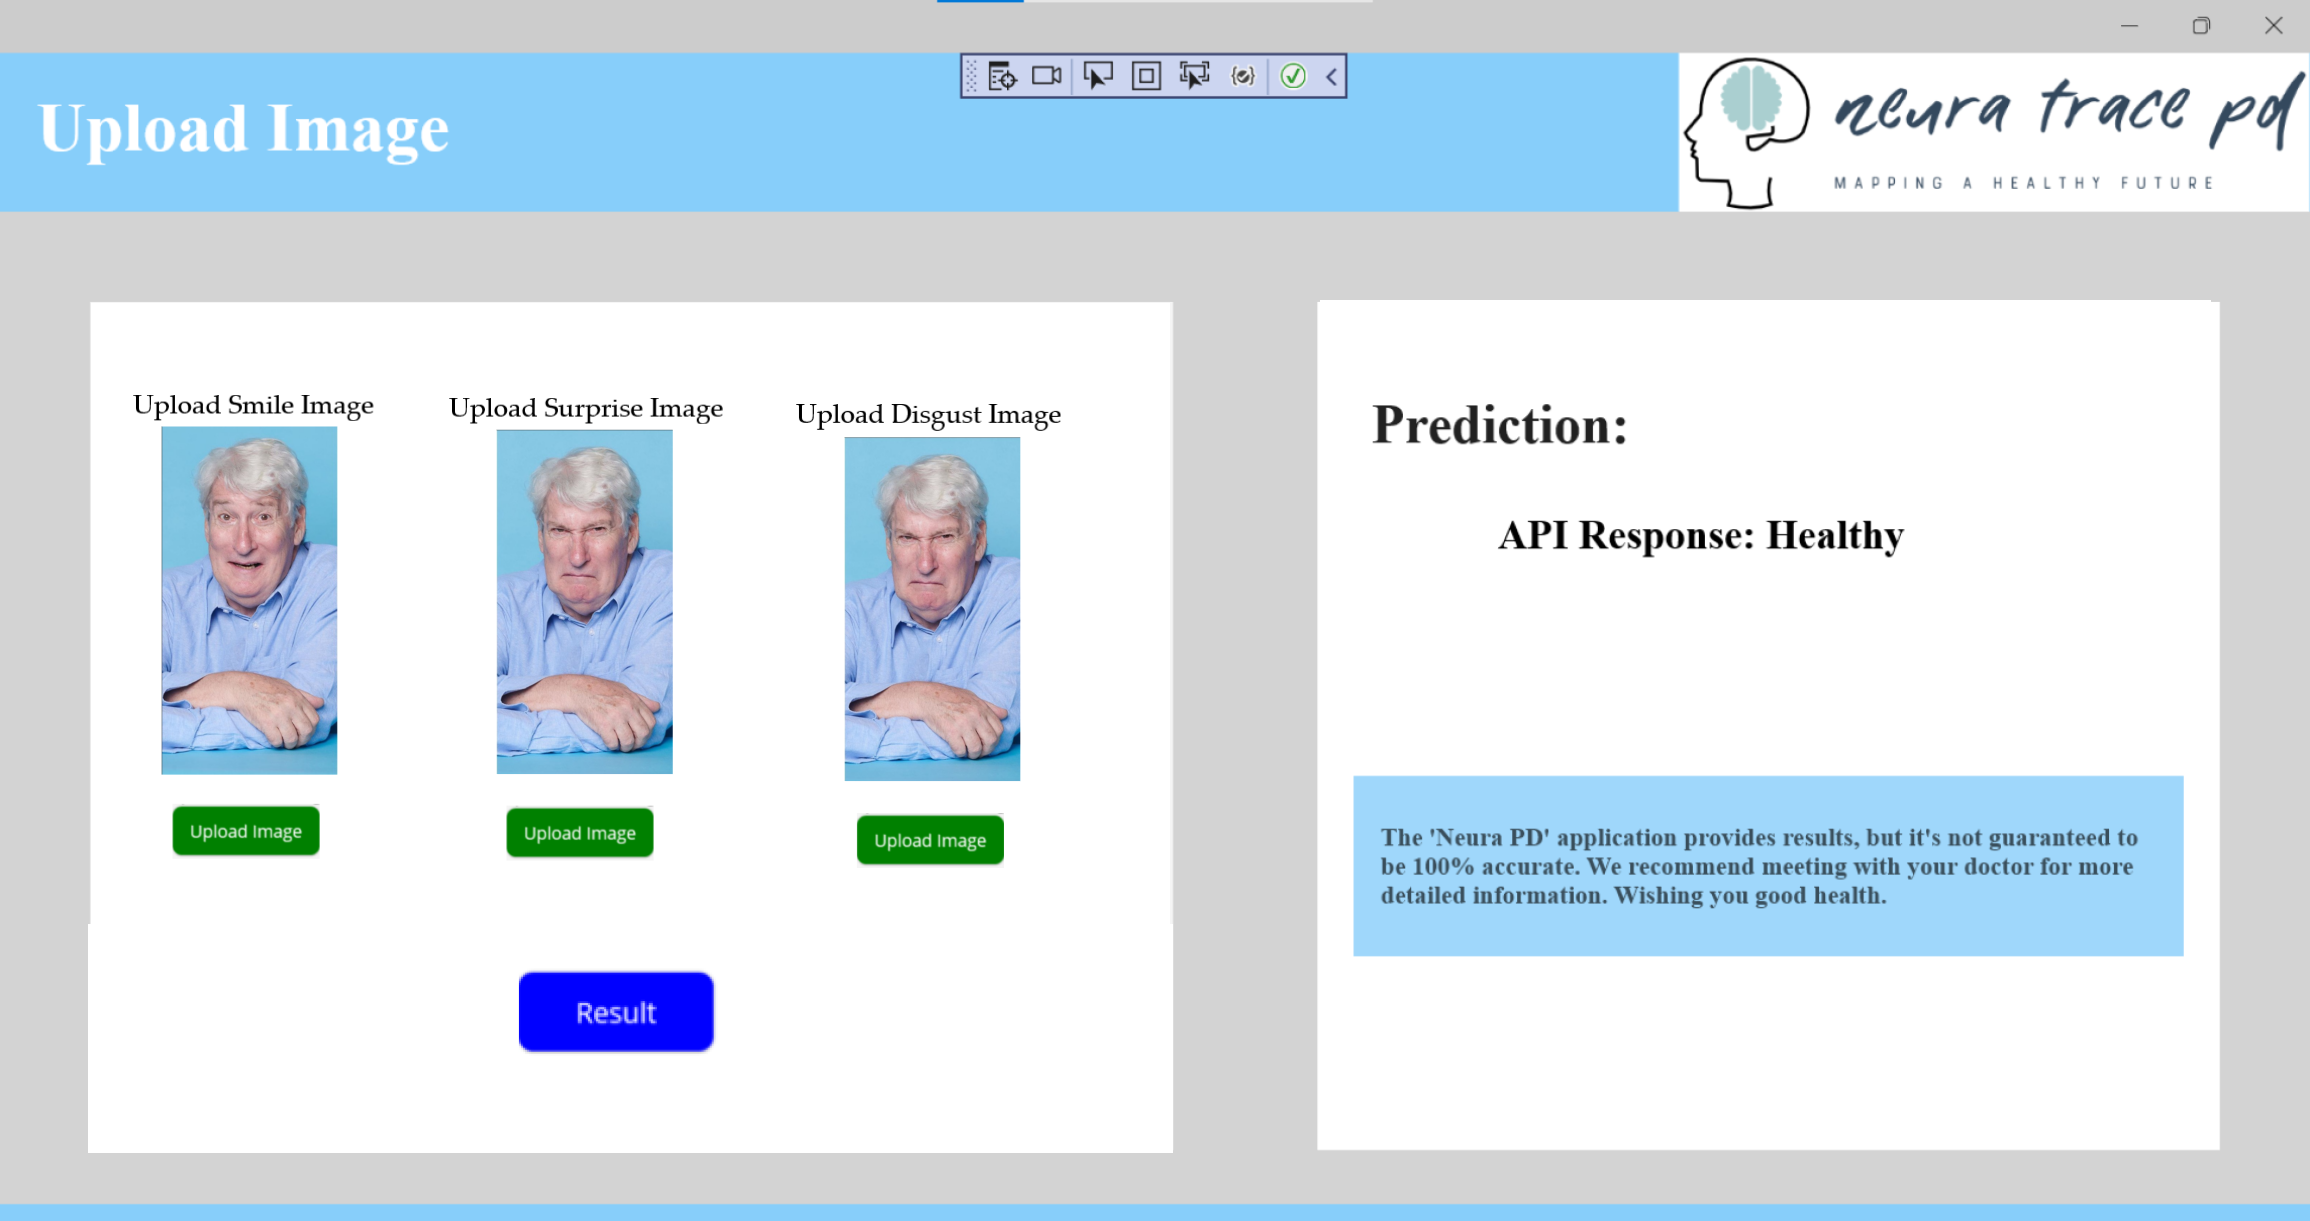 Upload Image
neura trace pd
MAPPING A HEALTHY FUTURE
Upload Smile Image
Upload Surprise Image
Upload Disgust Image
Upload Image
Upload Image
Upload Image
Result
Prediction:
API Response: Healthy
The 'Neura PD' application provides results, but it's not guaranteed to
be 100% accurate. We recommend meeting with your doctor for more
detailed information. Wishing you good health.